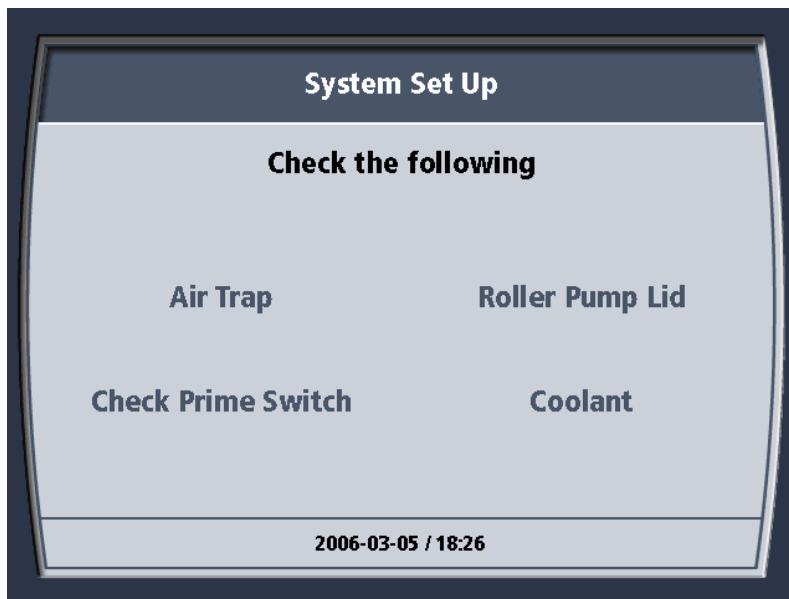 System Set Up
Check the following
Air Trap
Roller Pump Lid
Check Prime Switch
Coolant
2006-03-05 / 18:26